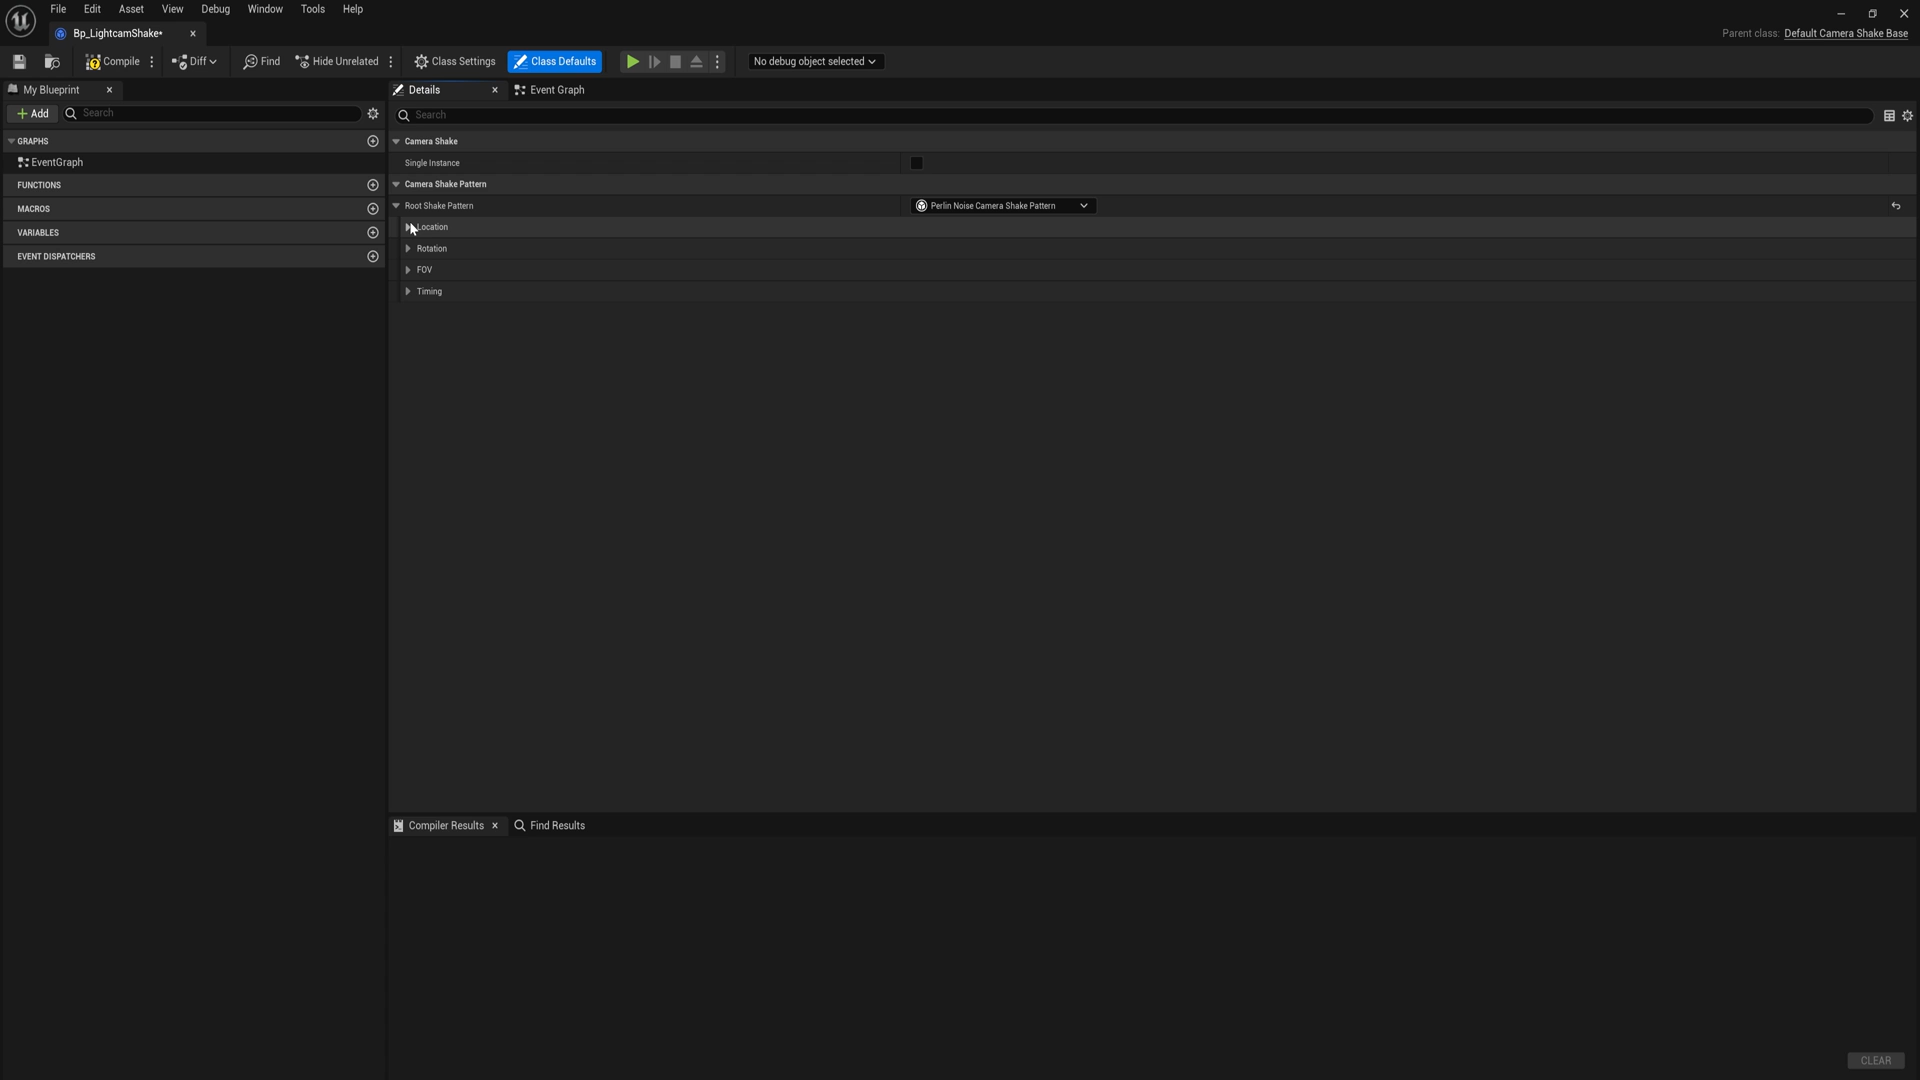 File Edit Asset View Debug Window Tools Help
Bp_LightcamShake*
Parent class: Default Camera Shake Base
Compile Diff Find Hide Unrelated Class Settings Class Defaults No debug object selected
My Blueprint
Details Event Graph
Add Search
Search
GRAPHS
Camera Shake
EventGraph
Single Instance
FUNCTIONS
Camera Shake Pattern
MACROS
Root Shake Pattern Perlin Noise Camera Shake Pattern
VARIABLES
Location
EVENT DISPATCHERS
Rotation
FOV
Timing
Compiler Results Find Results
CLEAR